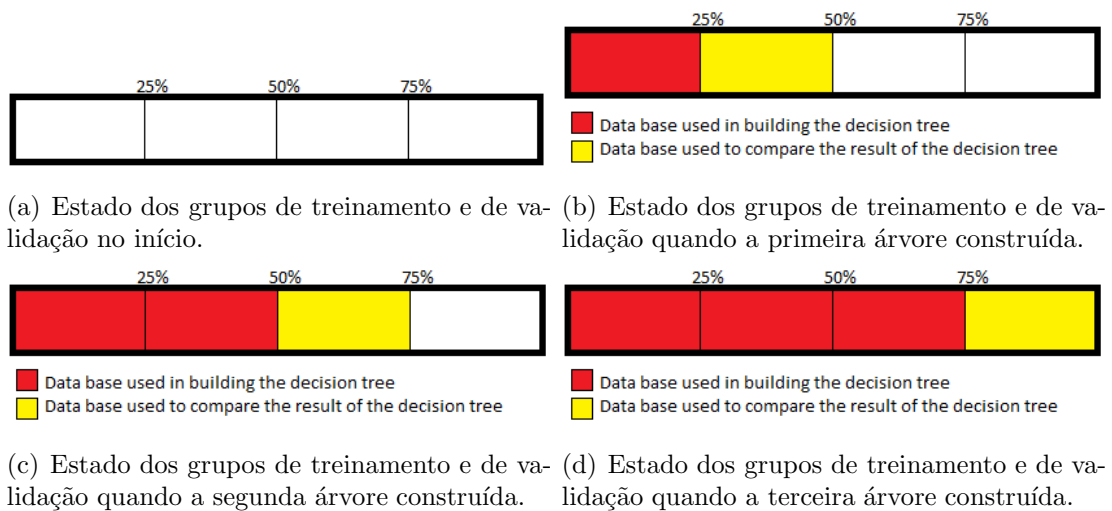 25% 50% 75%
(a) Estado dos grupos de treinamento e de va-
lidação no início.
25% 50% 75%
Data base used in building the decision tree
Data base used to compare the result of the decision tree
(b) Estado dos grupos de treinamento e de va-
lidação quando a primeira árvore construída.
25% 50% 75%
Data base used in building the decision tree
Data base used to compare the result of the decision tree
(c) Estado dos grupos de treinamento e de va-
lidação quando a segunda árvore construída.
25% 50% 75%
Data base used in building the decision tree
Data base used to compare the result of the decision tree
(d) Estado dos grupos de treinamento e de va-
lidação quando a terceira árvore construída.